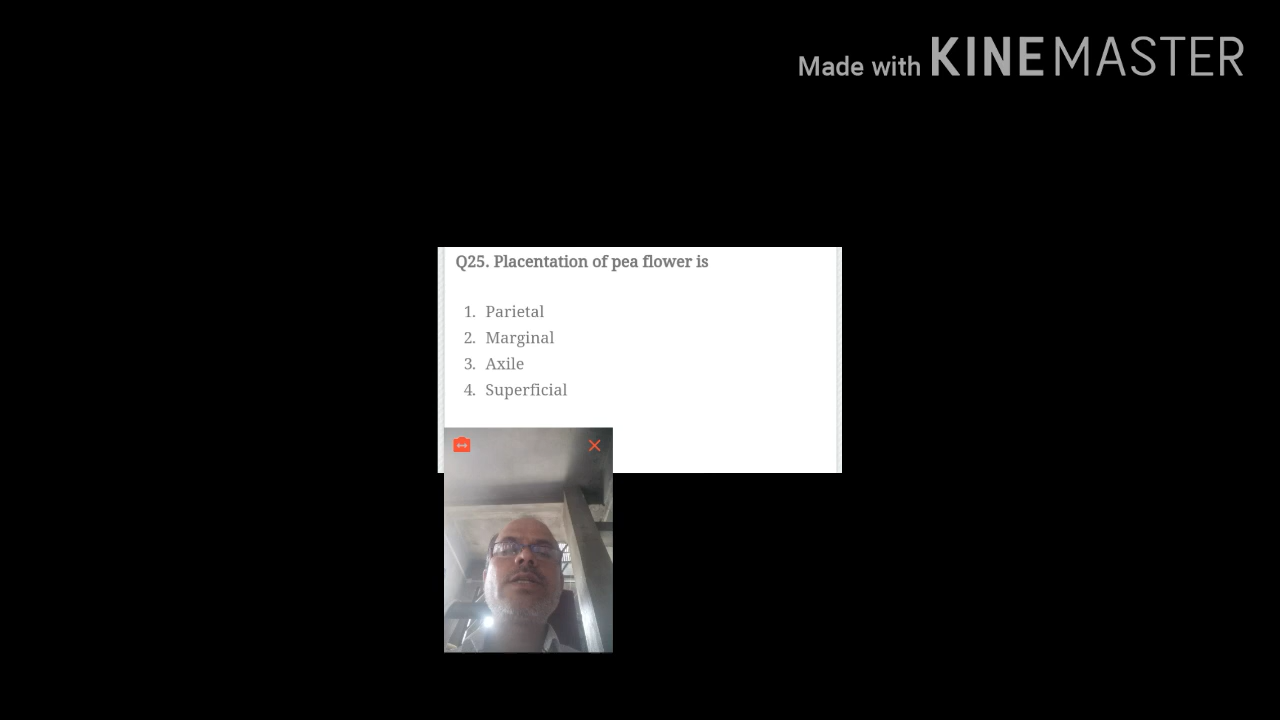 Made with KINEMASTER
Q25. Placentation of pea flower is
1. Parietal
2. Marginal
3. Axile
4. Superficial